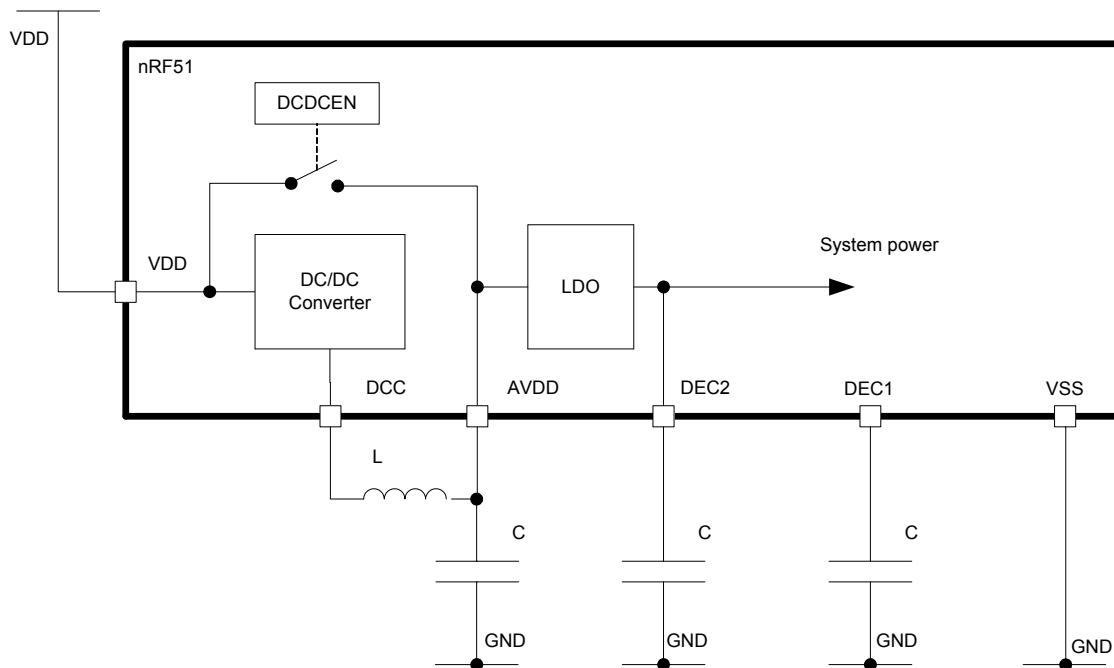 VDD
nRF51
DCDCEN
VDD
DC/DC
Converter
LDO
System power
DCC
AVDD
DEC2
DEC1
VSS
L
C
C
C
GND
GND
GND
GND